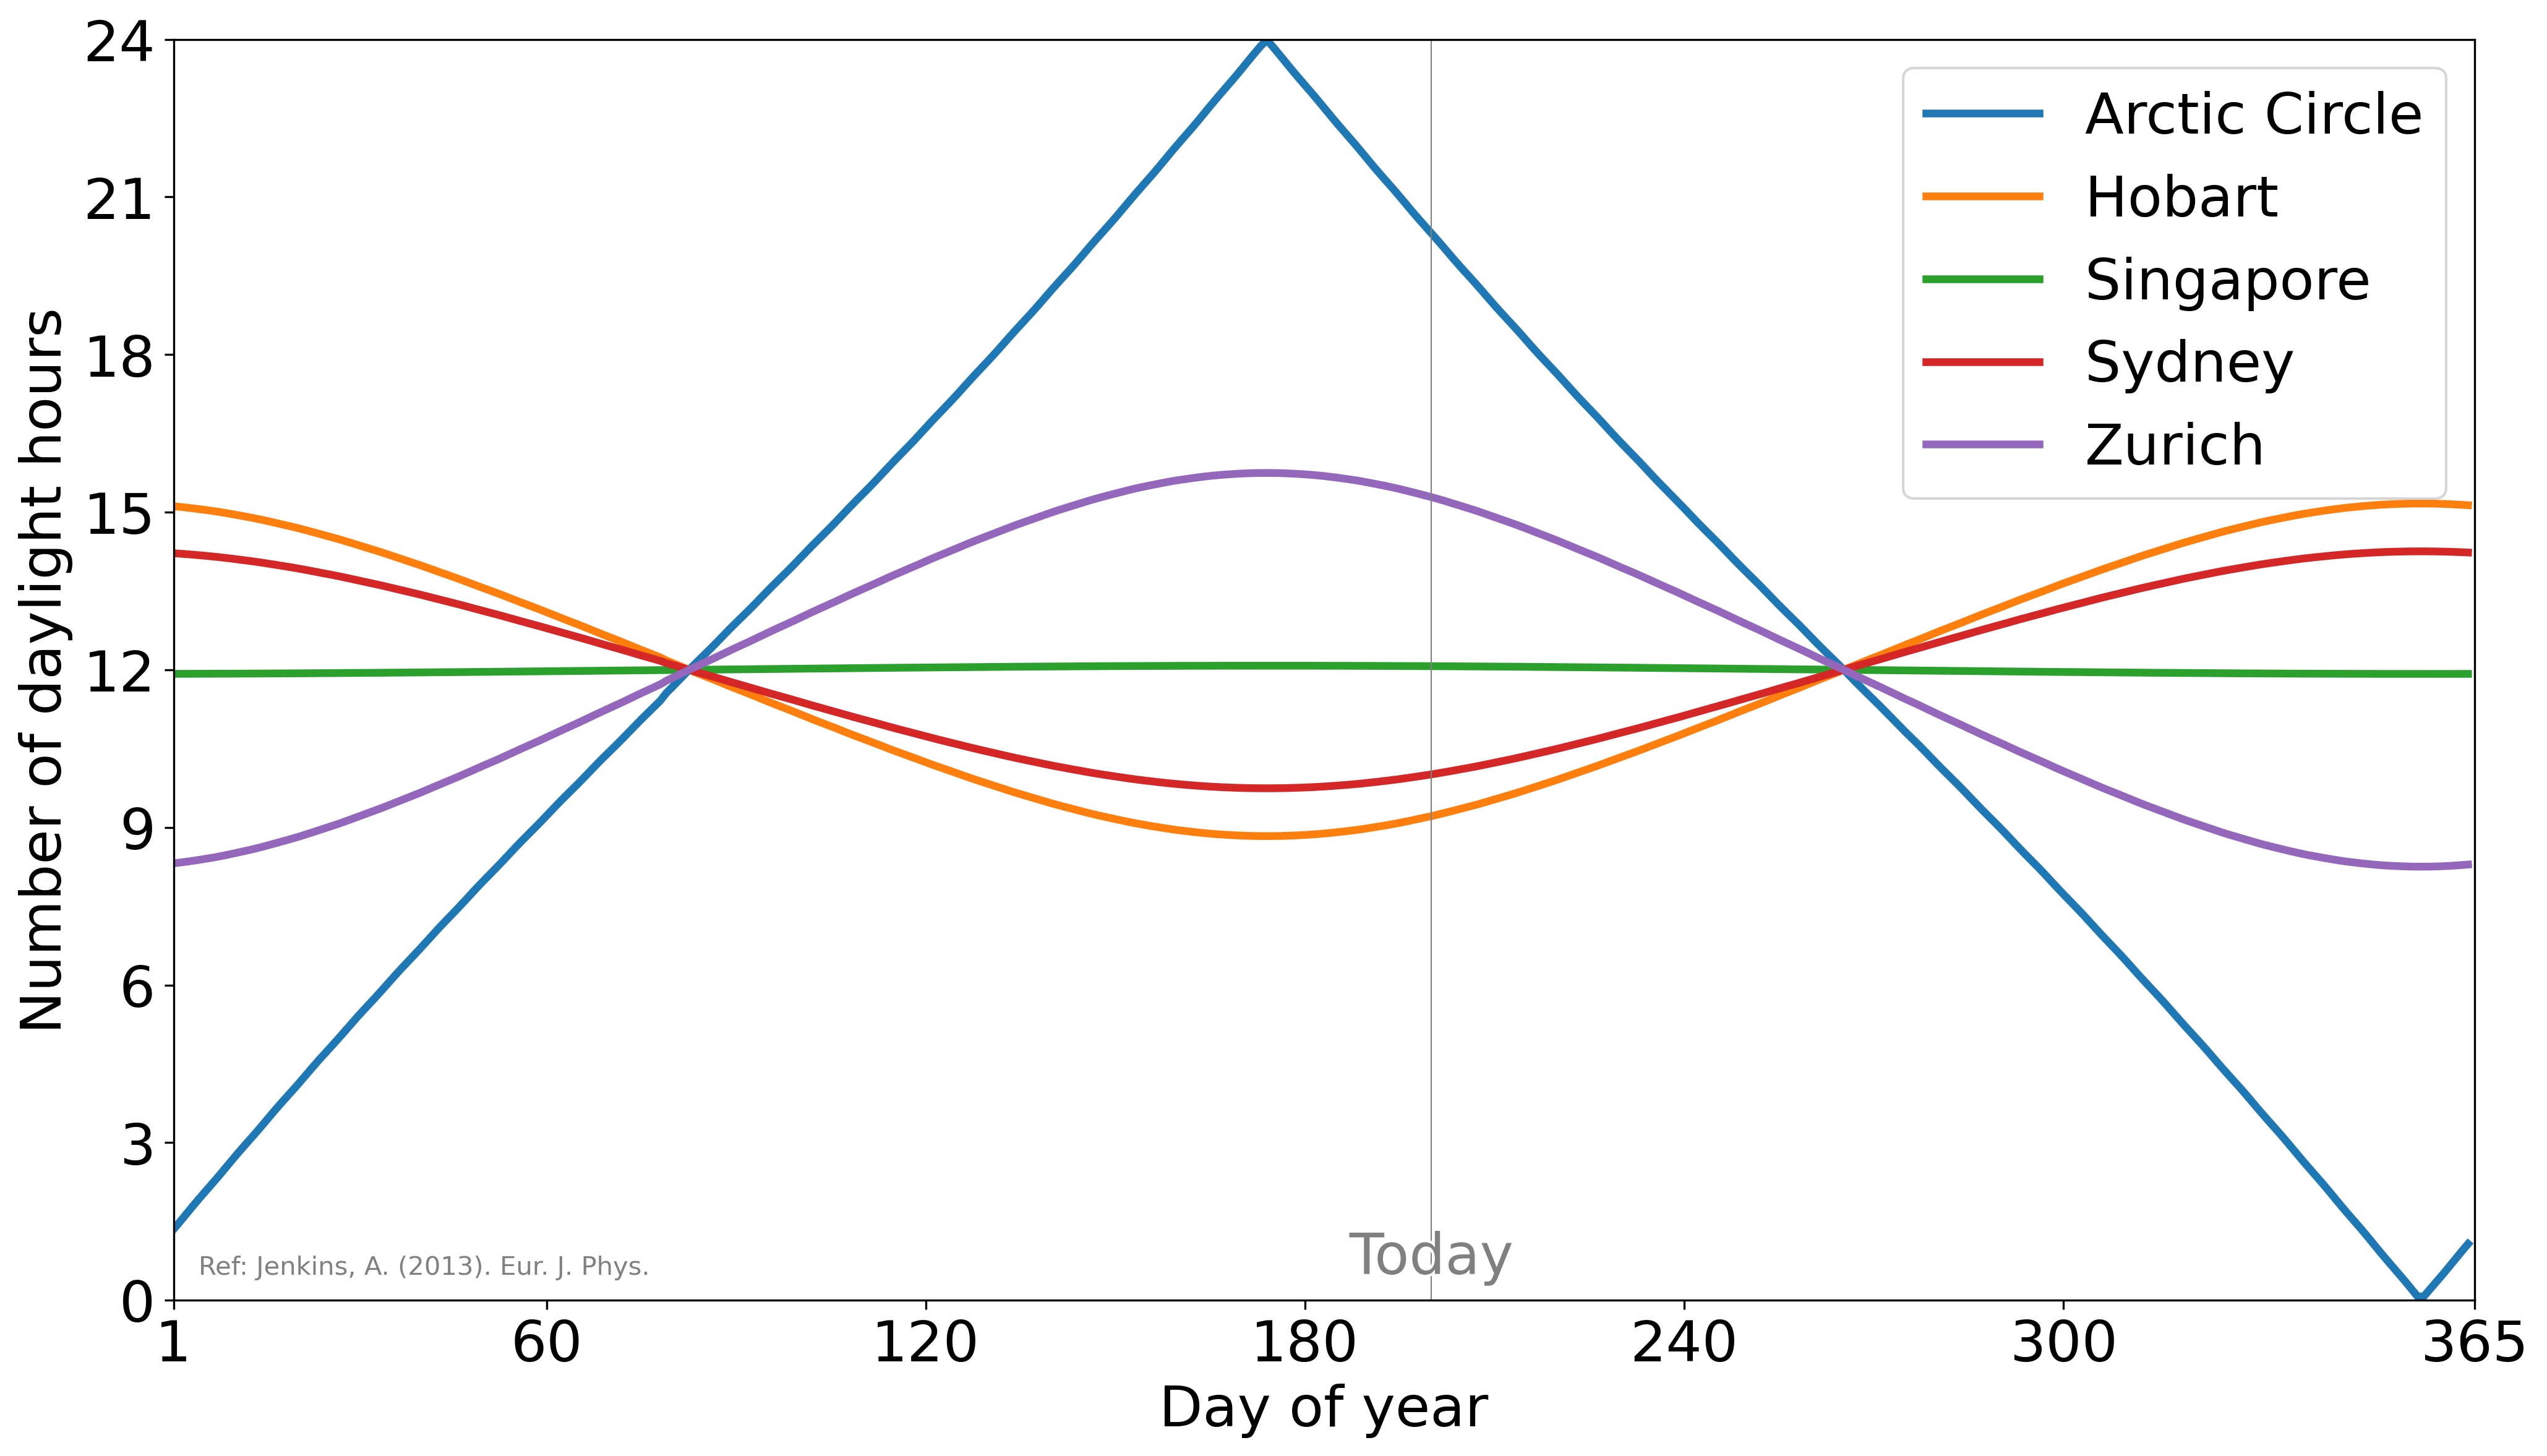 24
21
18
15
12
9
6
3
0
Number of daylight hours
Arctic Circle
Hobart
Singapore
Sydney
Zurich
Today
Ref: Jenkins, A. (2013). Eur. J. Phys.
1 60 120 180 240 300 365
Day of year